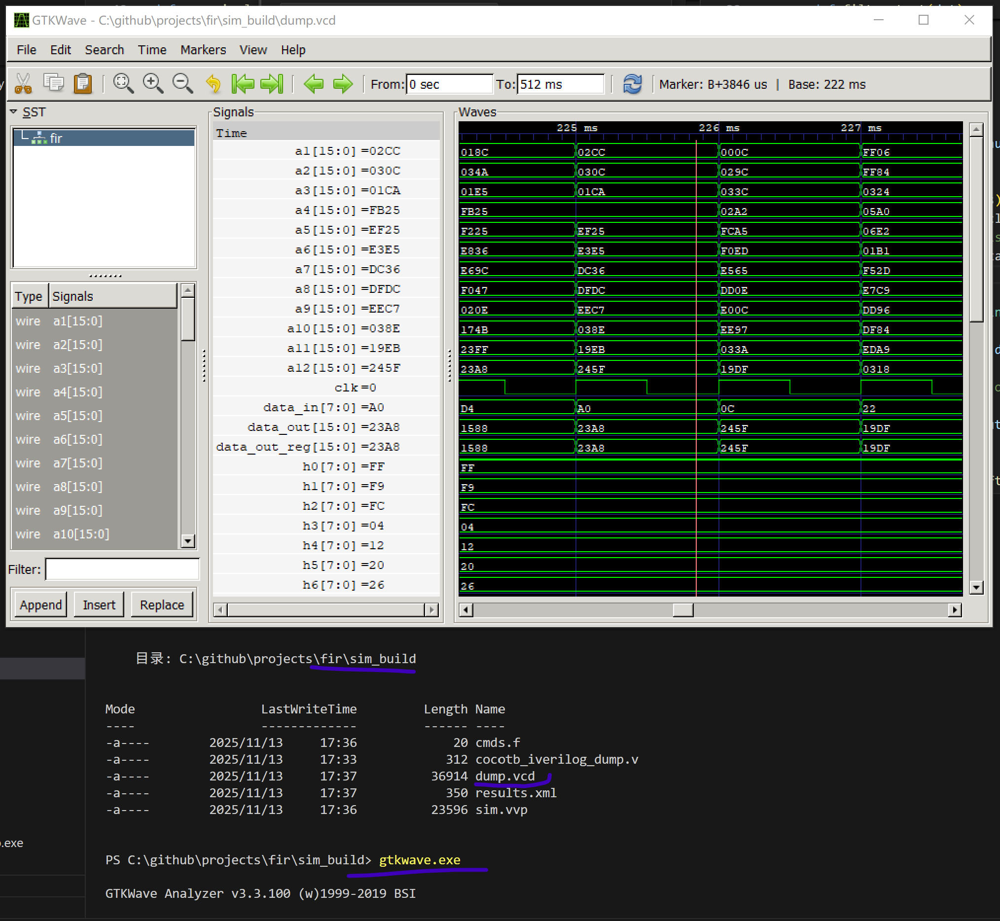 GTKWave - C:\github\projects\fir\sim_build\dump.vcd
File Edit Search Time Markers View Help
From: 0 sec To: 512 ms Marker: B+3846 us | Base: 222 ms
SST
fir
Type Signals
wire a1[15:0]
wire a2[15:0]
wire a3[15:0]
wire a4[15:0]
wire a5[15:0]
wire a6[15:0]
wire a7[15:0]
wire a8[15:0]
wire a9[15:0]
wire a10[15:0]
Filter:
Append Insert Replace
Signals
Time
a1[15:0]=02CC
a2[15:0]=030C
a3[15:0]=01CA
a4[15:0]=FB25
a5[15:0]=EF25
a6[15:0]=E3E5
a7[15:0]=DC36
a8[15:0]=DFDC
a9[15:0]=EEC7
a10[15:0]=038E
a11[15:0]=19EB
a12[15:0]=245F
clk=0
data_in[7:0]=A0
data_out[15:0]=23A8
data_out_reg[15:0]=23A8
h0[7:0]=FF
h1[7:0]=F9
h2[7:0]=FC
h3[7:0]=04
h4[7:0]=12
h5[7:0]=20
h6[7:0]=26
Waves
225 ms 226 ms 227 ms
018C 02CC 000C FF06
034A 030C 029C FF84
01E5 01CA 033C 0324
FB25 02A2 05A0
F225 EF25 FCA5 06E2
E836 E3E5 F0ED 01B1
E69C DC36 E565 F52D
F047 DFDC DD0E E7C9
020E EEC7 E00C DD96
174B 038E EE97 DF84
23FF 19EB 033A EDA9
23A8 245F 19DF 0318
D4 A0 0C 22
1588 23A8 245F 19DF
1588 23A8 245F 19DF
FF
F9
FC
04
12
20
26
目录: C:\github\projects\fir\sim_build
Mode LastWriteTime Length Name
---- ------------- ------ ----
-a---- 2025/11/13 17:36 20 cmds.f
-a---- 2025/11/13 17:33 312 cocotb_iverilog_dump.v
-a---- 2025/11/13 17:37 36914 dump.vcd
-a---- 2025/11/13 17:37 350 results.xml
-a---- 2025/11/13 17:36 23596 sim.vvp
.exe
PS C:\github\projects\fir\sim_build> gtkwave.exe
GTKWave Analyzer v3.3.100 (w)1999-2019 BSI